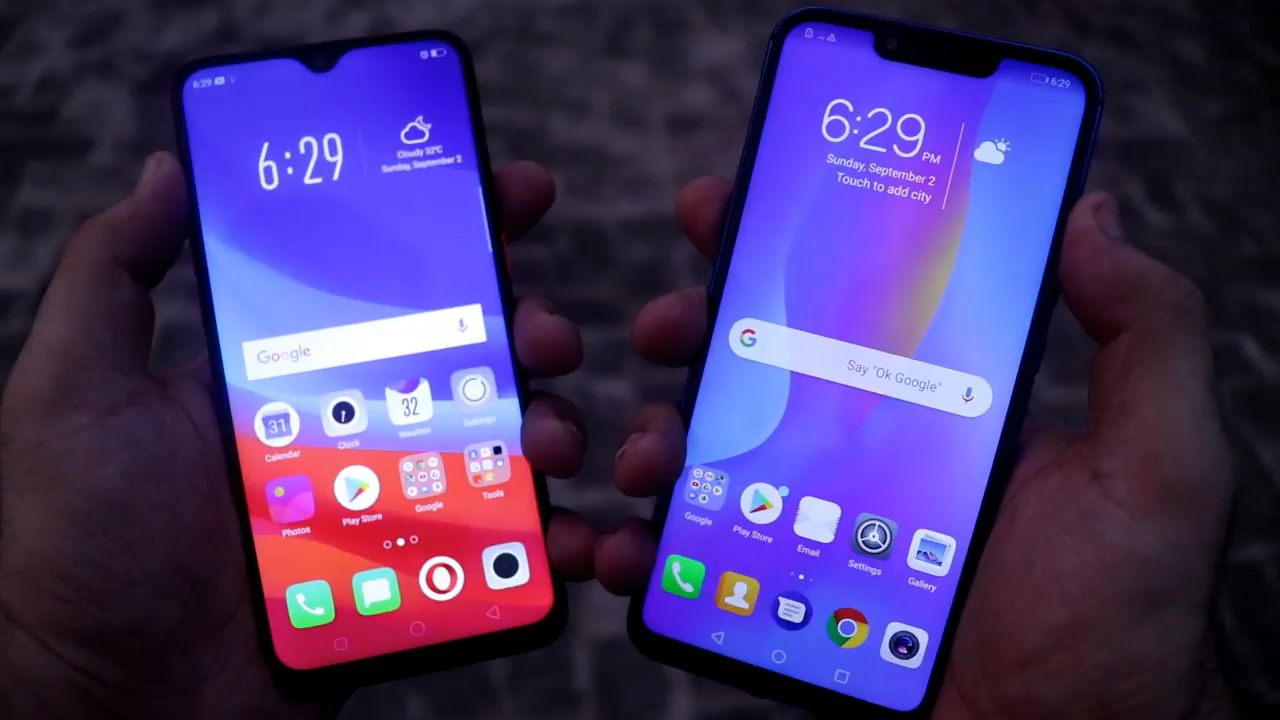 6:29
6:29
Cloudy 32°C
Sunday, September 2
Google
31
32
Calendar
Clock
Weather
Settings
Photos
Play Store
Google
Tools
6:29
6:29 PM
Sunday, September 2
Touch to add city
G
Say "Ok Google"
Google
Play Store
Email
Settings
Gallery